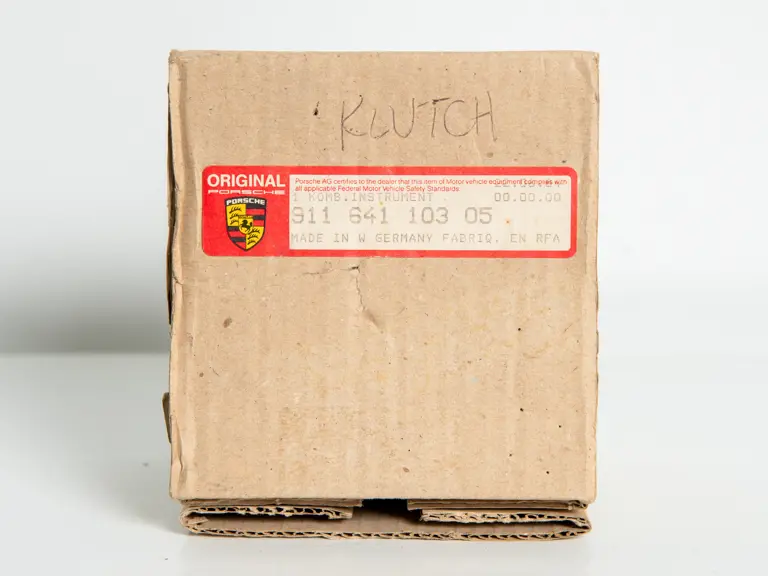 KLUTCH
ORIGINAL
PORSCHE
PORSCHE
Porsche AG certifies to the dealer that this item of Motor vehicle equipment complies with
all applicable Federal Motor Vehicle Safety Standards
1 KOMB.INSTRUMENT 00.00.00
911 641 103 05
MADE IN W GERMANY FABRIQ. EN RFA